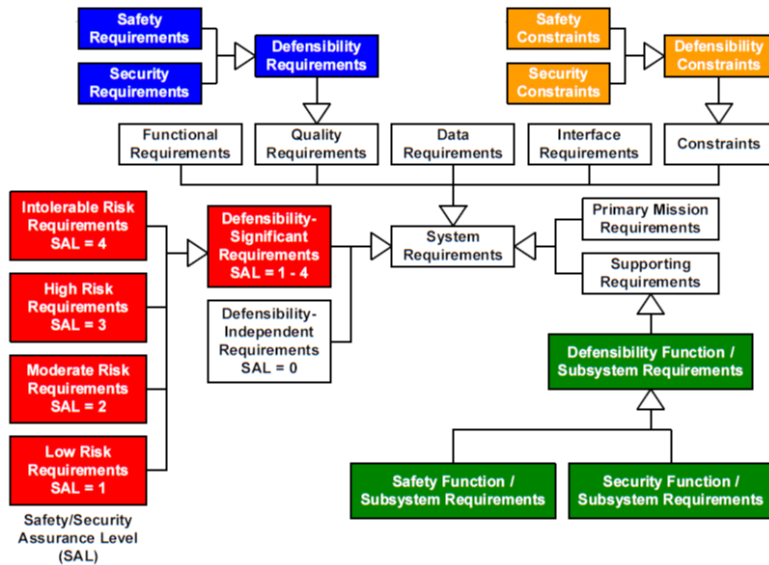 Safety
Requirements
Security
Requirements
Defensibility
Requirements
Safety
Constraints
Security
Constraints
Defensibility
Constraints
Functional
Requirements
Quality
Requirements
Data
Requirements
Interface
Requirements
Constraints
Intolerable Risk
Requirements
SAL = 4
High Risk
Requirements
SAL = 3
Moderate Risk
Requirements
SAL = 2
Low Risk
Requirements
SAL = 1
Safety/Security
Assurance Level
(SAL)
Defensibility-
Significant
Requirements
SAL = 1 - 4
Defensibility-
Independent
Requirements
SAL = 0
System
Requirements
Primary Mission
Requirements
Supporting
Requirements
Defensibility Function /
Subsystem Requirements
Safety Function /
Subsystem Requirements
Security Function /
Subsystem Requirements